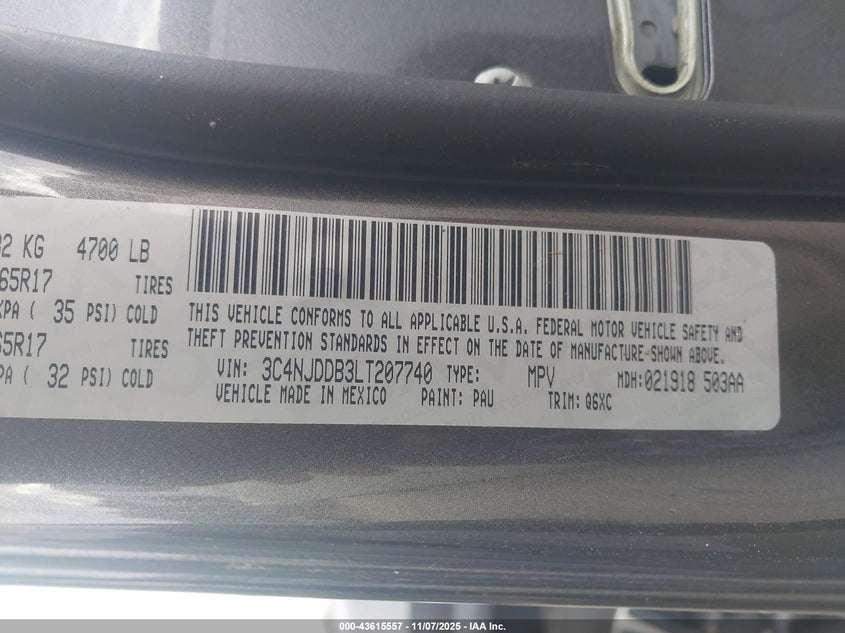 32 KG 4700 LB
65R17 TIRES
KPA ( 35 PSI) COLD
65R17 TIRES
PA ( 32 PSI) COLD
THIS VEHICLE CONFORMS TO ALL APPLICABLE U.S.A. FEDERAL MOTOR VEHICLE SAFETY AND
THEFT PREVENTION STANDARDS IN EFFECT ON THE DATE OF MANUFACTURE SHOWN ABOVE.
VIN: 3C4NJDDB3LT207740 TYPE: MPV MDH:021918 503AA
VEHICLE MADE IN MEXICO PAINT: PAU TRIM: Q6XC
000-43615557 - 11/07/2025 - IAA Inc.